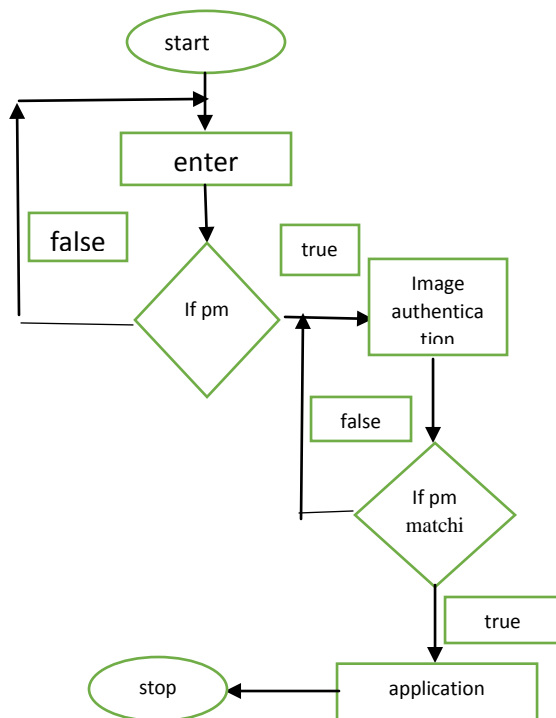 start
enter
false
true
If pm
Image
authentica
tion
false
If pm
matchi
true
application
stop